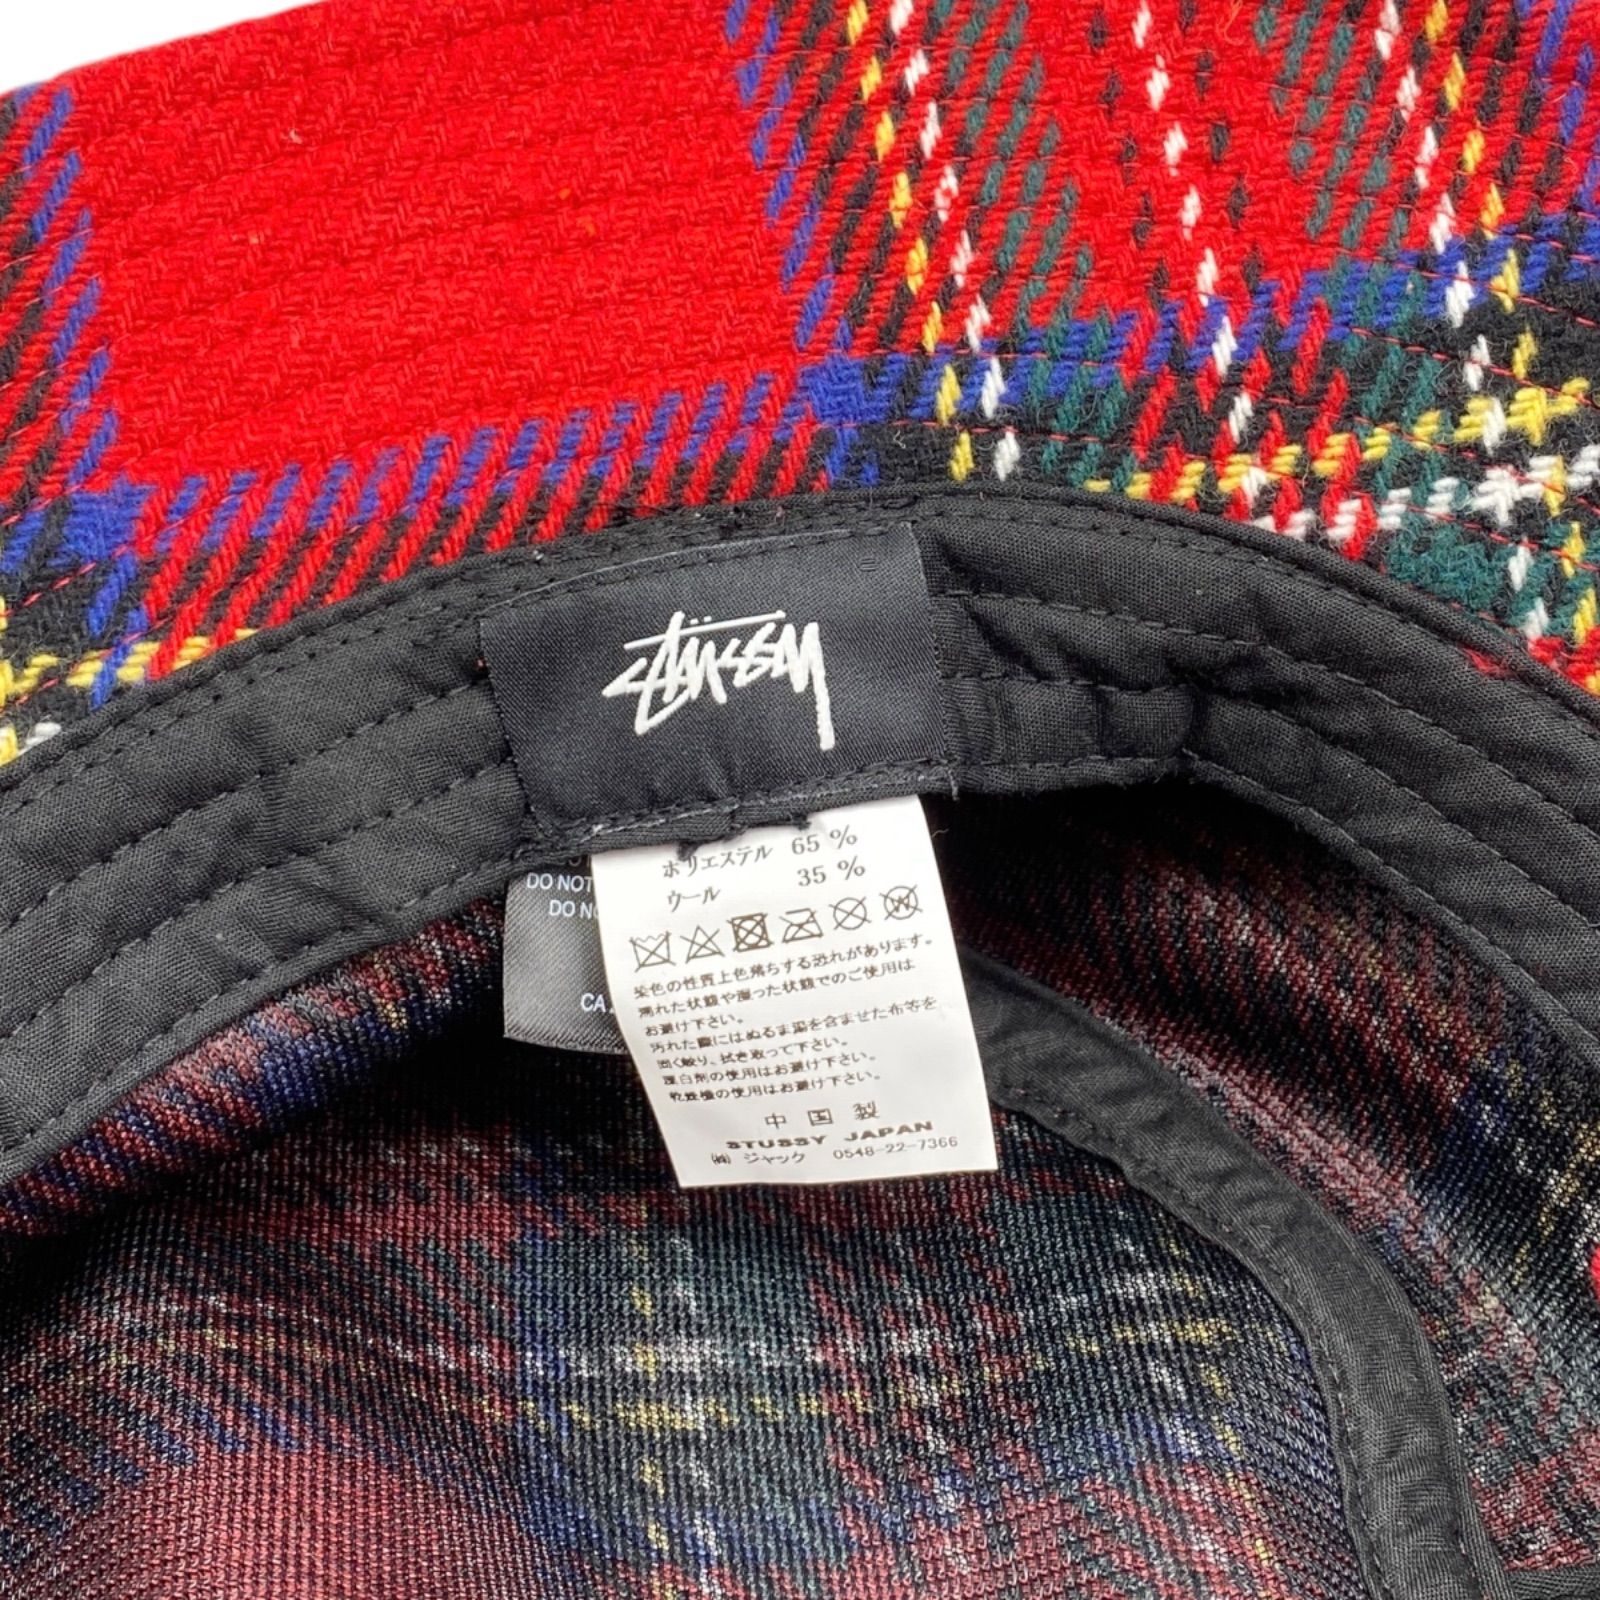 STÜSSY
ポリエステル 65 %
ウール 35 %
DO NOT
DO
CA
染色の性質上色落ちする恐れがあります。
濡れた状態や湿った状態でのご使用は
お避け下さい。
汚れた際にはぬるま湯を含ませた布等を
固く絞り、拭き取って下さい。
漂白剤の使用はお避け下さい。
乾燥機の使用はお避け下さい。
中国製
STUSSY JAPAN
㈱ ジャック 0548-22-7366